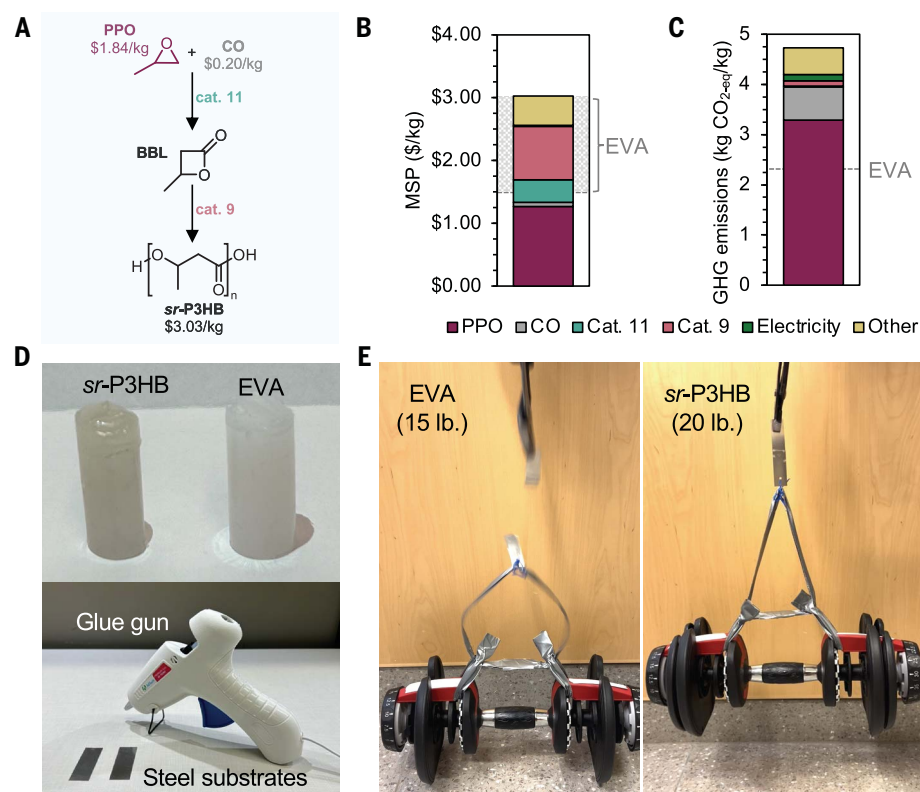 A
PPO
$1.84/kg
O
+
CO
$0.20/kg
cat. 11
BBL
O
O
cat. 9
H
O
O
OH
n
sr-P3HB
$3.03/kg
B
MSP ($/kg)
$4.00
$3.00
$2.00
$1.00
$0.00
EVA
C
GHG emissions (kg CO2-eq/kg)
5
4
3
2
1
0
EVA
PPO
CO
Cat. 11
Cat. 9
Electricity
Other
D
sr-P3HB
EVA
Glue gun
Steel substrates
E
EVA
(15 lb.)
sr-P3HB
(20 lb.)